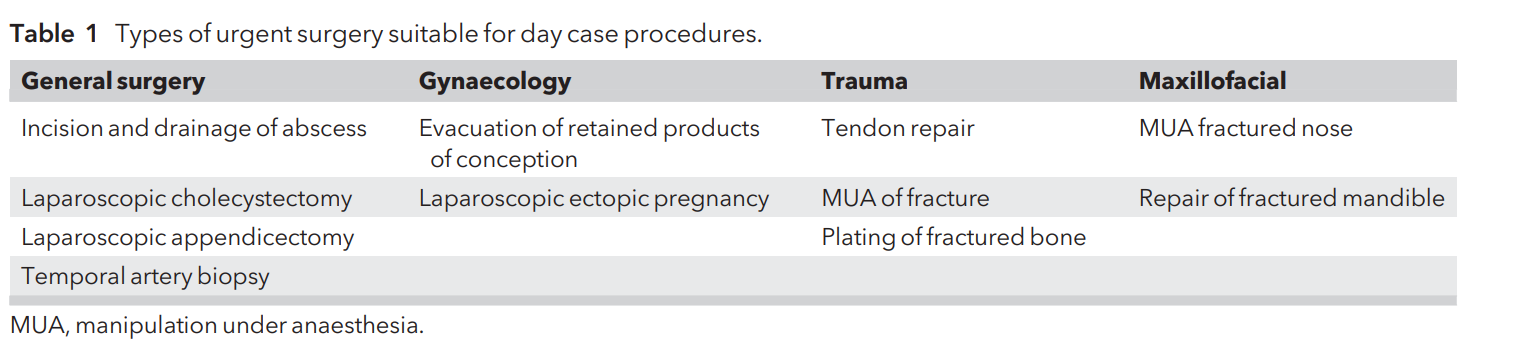 Table 1 Types of urgent surgery suitable for day case procedures.
General surgery Gynaecology Trauma Maxillofacial
Incision and drainage of abscess Evacuation of retained products Tendon repair MUA fractured nose
of conception
Laparoscopic cholecystectomy Laparoscopic ectopic pregnancy MUA of fracture Repair of fractured mandible
Laparoscopic appendicectomy Plating of fractured bone
Temporal artery biopsy
MUA, manipulation under anaesthesia.